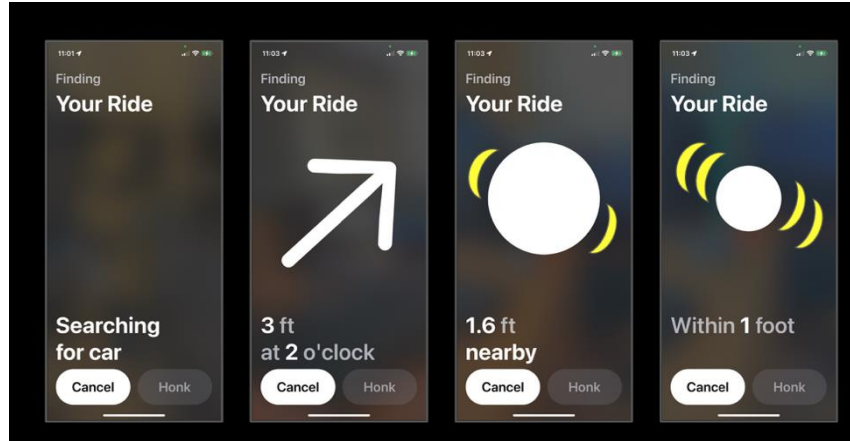 11:01
Finding
Your Ride
Searching
for car
Cancel
Honk
11:03
Finding
Your Ride
3 ft
at 2 o'clock
Cancel
Honk
11:03
Finding
Your Ride
1.6 ft
nearby
Cancel
Honk
11:03
Finding
Your Ride
Within 1 foot
Cancel
Honk